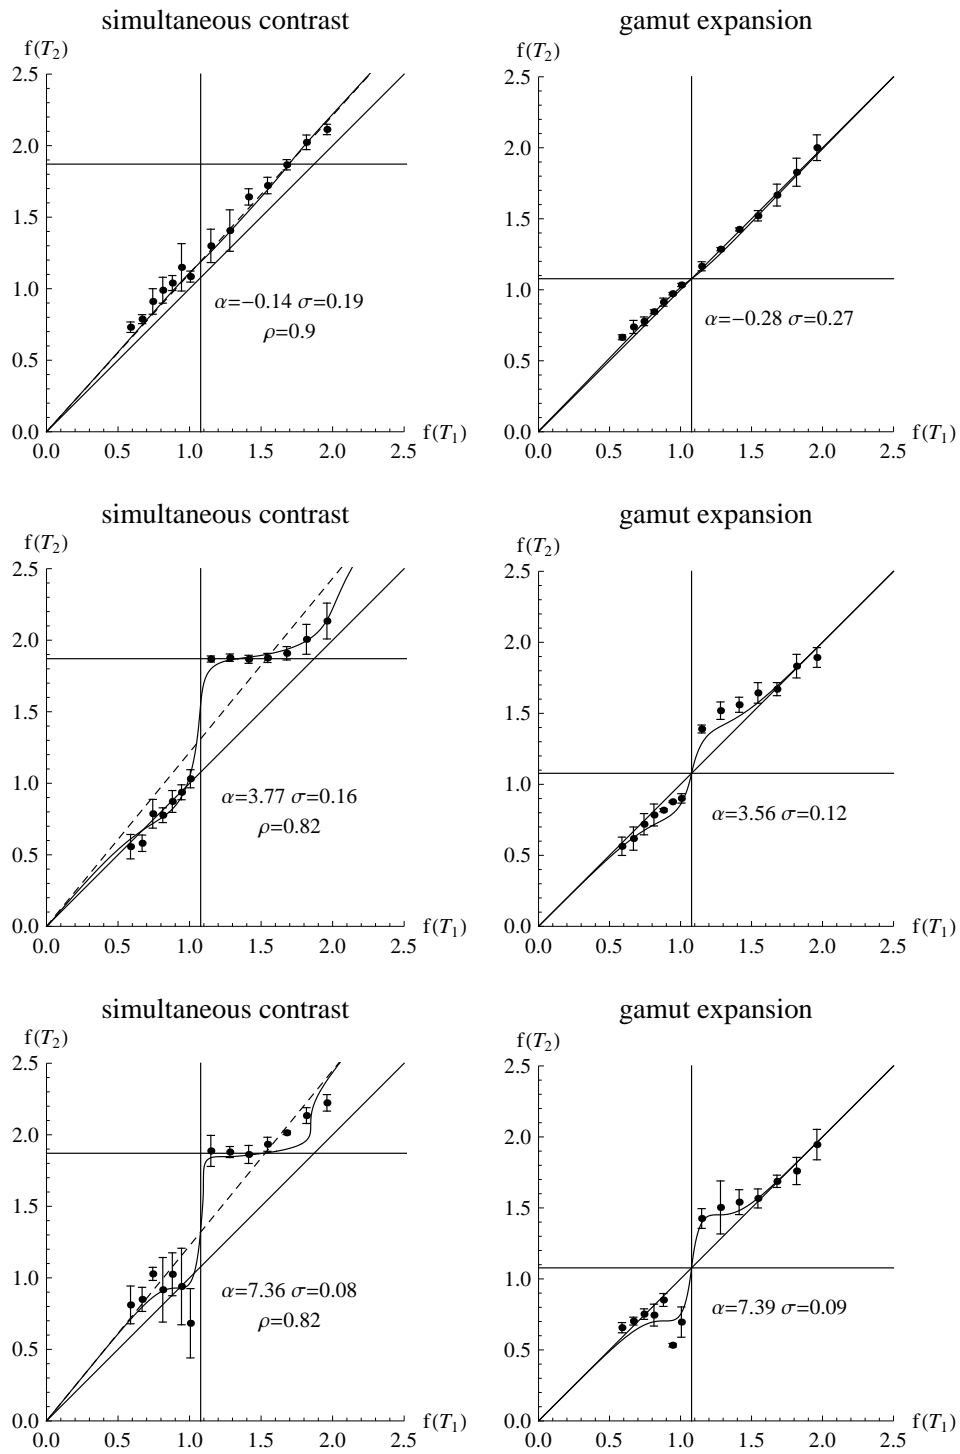 simultaneous contrast
f(T₂)
2.5
2.0
1.5
1.0
0.5
0.0
α=−0.14 σ=0.19
ρ=0.9
0.0 0.5 1.0 1.5 2.0 2.5
f(T₁)
gamut expansion
f(T₂)
2.5
2.0
1.5
1.0
0.5
0.0
α=−0.28 σ=0.27
0.0 0.5 1.0 1.5 2.0 2.5
f(T₁)
simultaneous contrast
f(T₂)
2.5
2.0
1.5
1.0
0.5
0.0
α=3.77 σ=0.16
ρ=0.82
0.0 0.5 1.0 1.5 2.0 2.5
f(T₁)
gamut expansion
f(T₂)
2.5
2.0
1.5
1.0
0.5
0.0
α=3.56 σ=0.12
0.0 0.5 1.0 1.5 2.0 2.5
f(T₁)
simultaneous contrast
f(T₂)
2.5
2.0
1.5
1.0
0.5
0.0
α=7.36 σ=0.08
ρ=0.82
0.0 0.5 1.0 1.5 2.0 2.5
f(T₁)
gamut expansion
f(T₂)
2.5
2.0
1.5
1.0
0.5
0.0
α=7.39 σ=0.09
0.0 0.5 1.0 1.5 2.0 2.5
f(T₁)